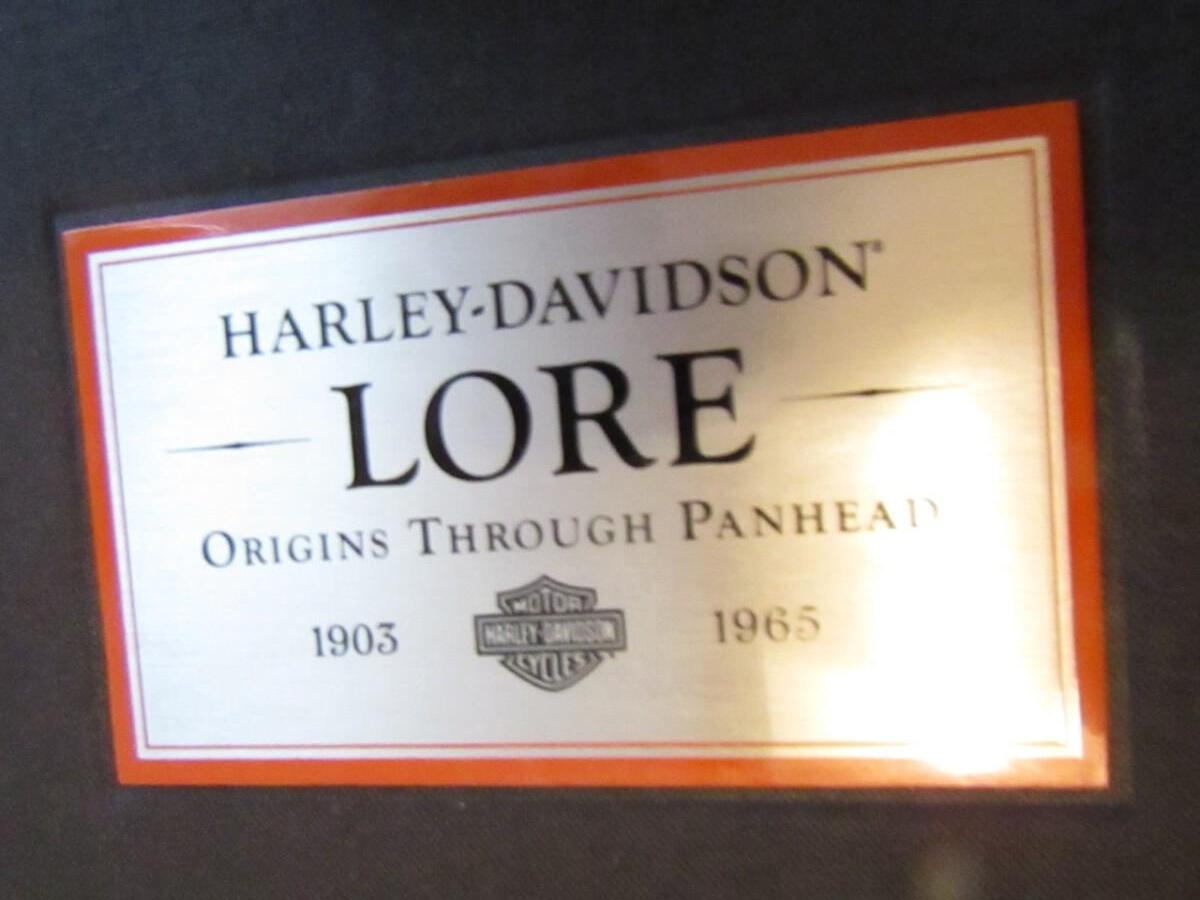 HARLEY-DAVIDSON®
LORE
ORIGINS THROUGH PANHEAD
1903
MOTOR
HARLEY-DAVIDSON
CYCLES
1965